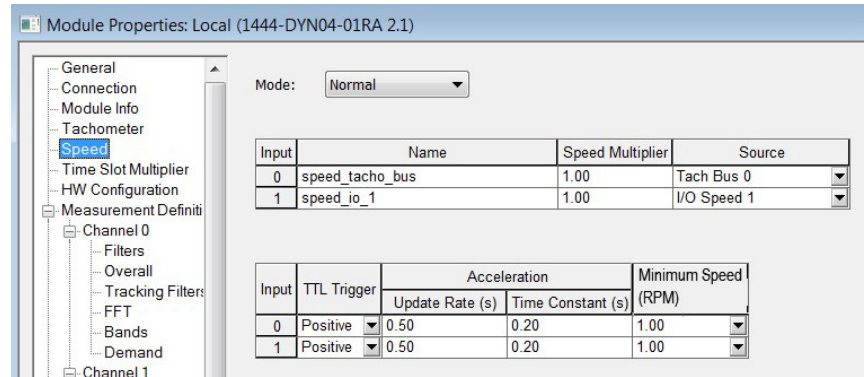 Module Properties: Local (1444-DYN04-01RA 2.1)
General
Connection
Module Info
Tachometer
Speed
Time Slot Multiplier
HW Configuration
Measurement Definiti
Channel 0
Filters
Overall
Tracking Filters
FFT
Bands
Demand
Channel 1
Mode: Normal
Input Name Speed Multiplier Source
0 speed_tacho_bus 1.00 Tach Bus 0
1 speed_io_1 1.00 I/O Speed 1
Input TTL Trigger Acceleration Minimum Speed (RPM)
Update Rate (s) Time Constant (s)
0 Positive 0.50 0.20 1.00
1 Positive 0.50 0.20 1.00